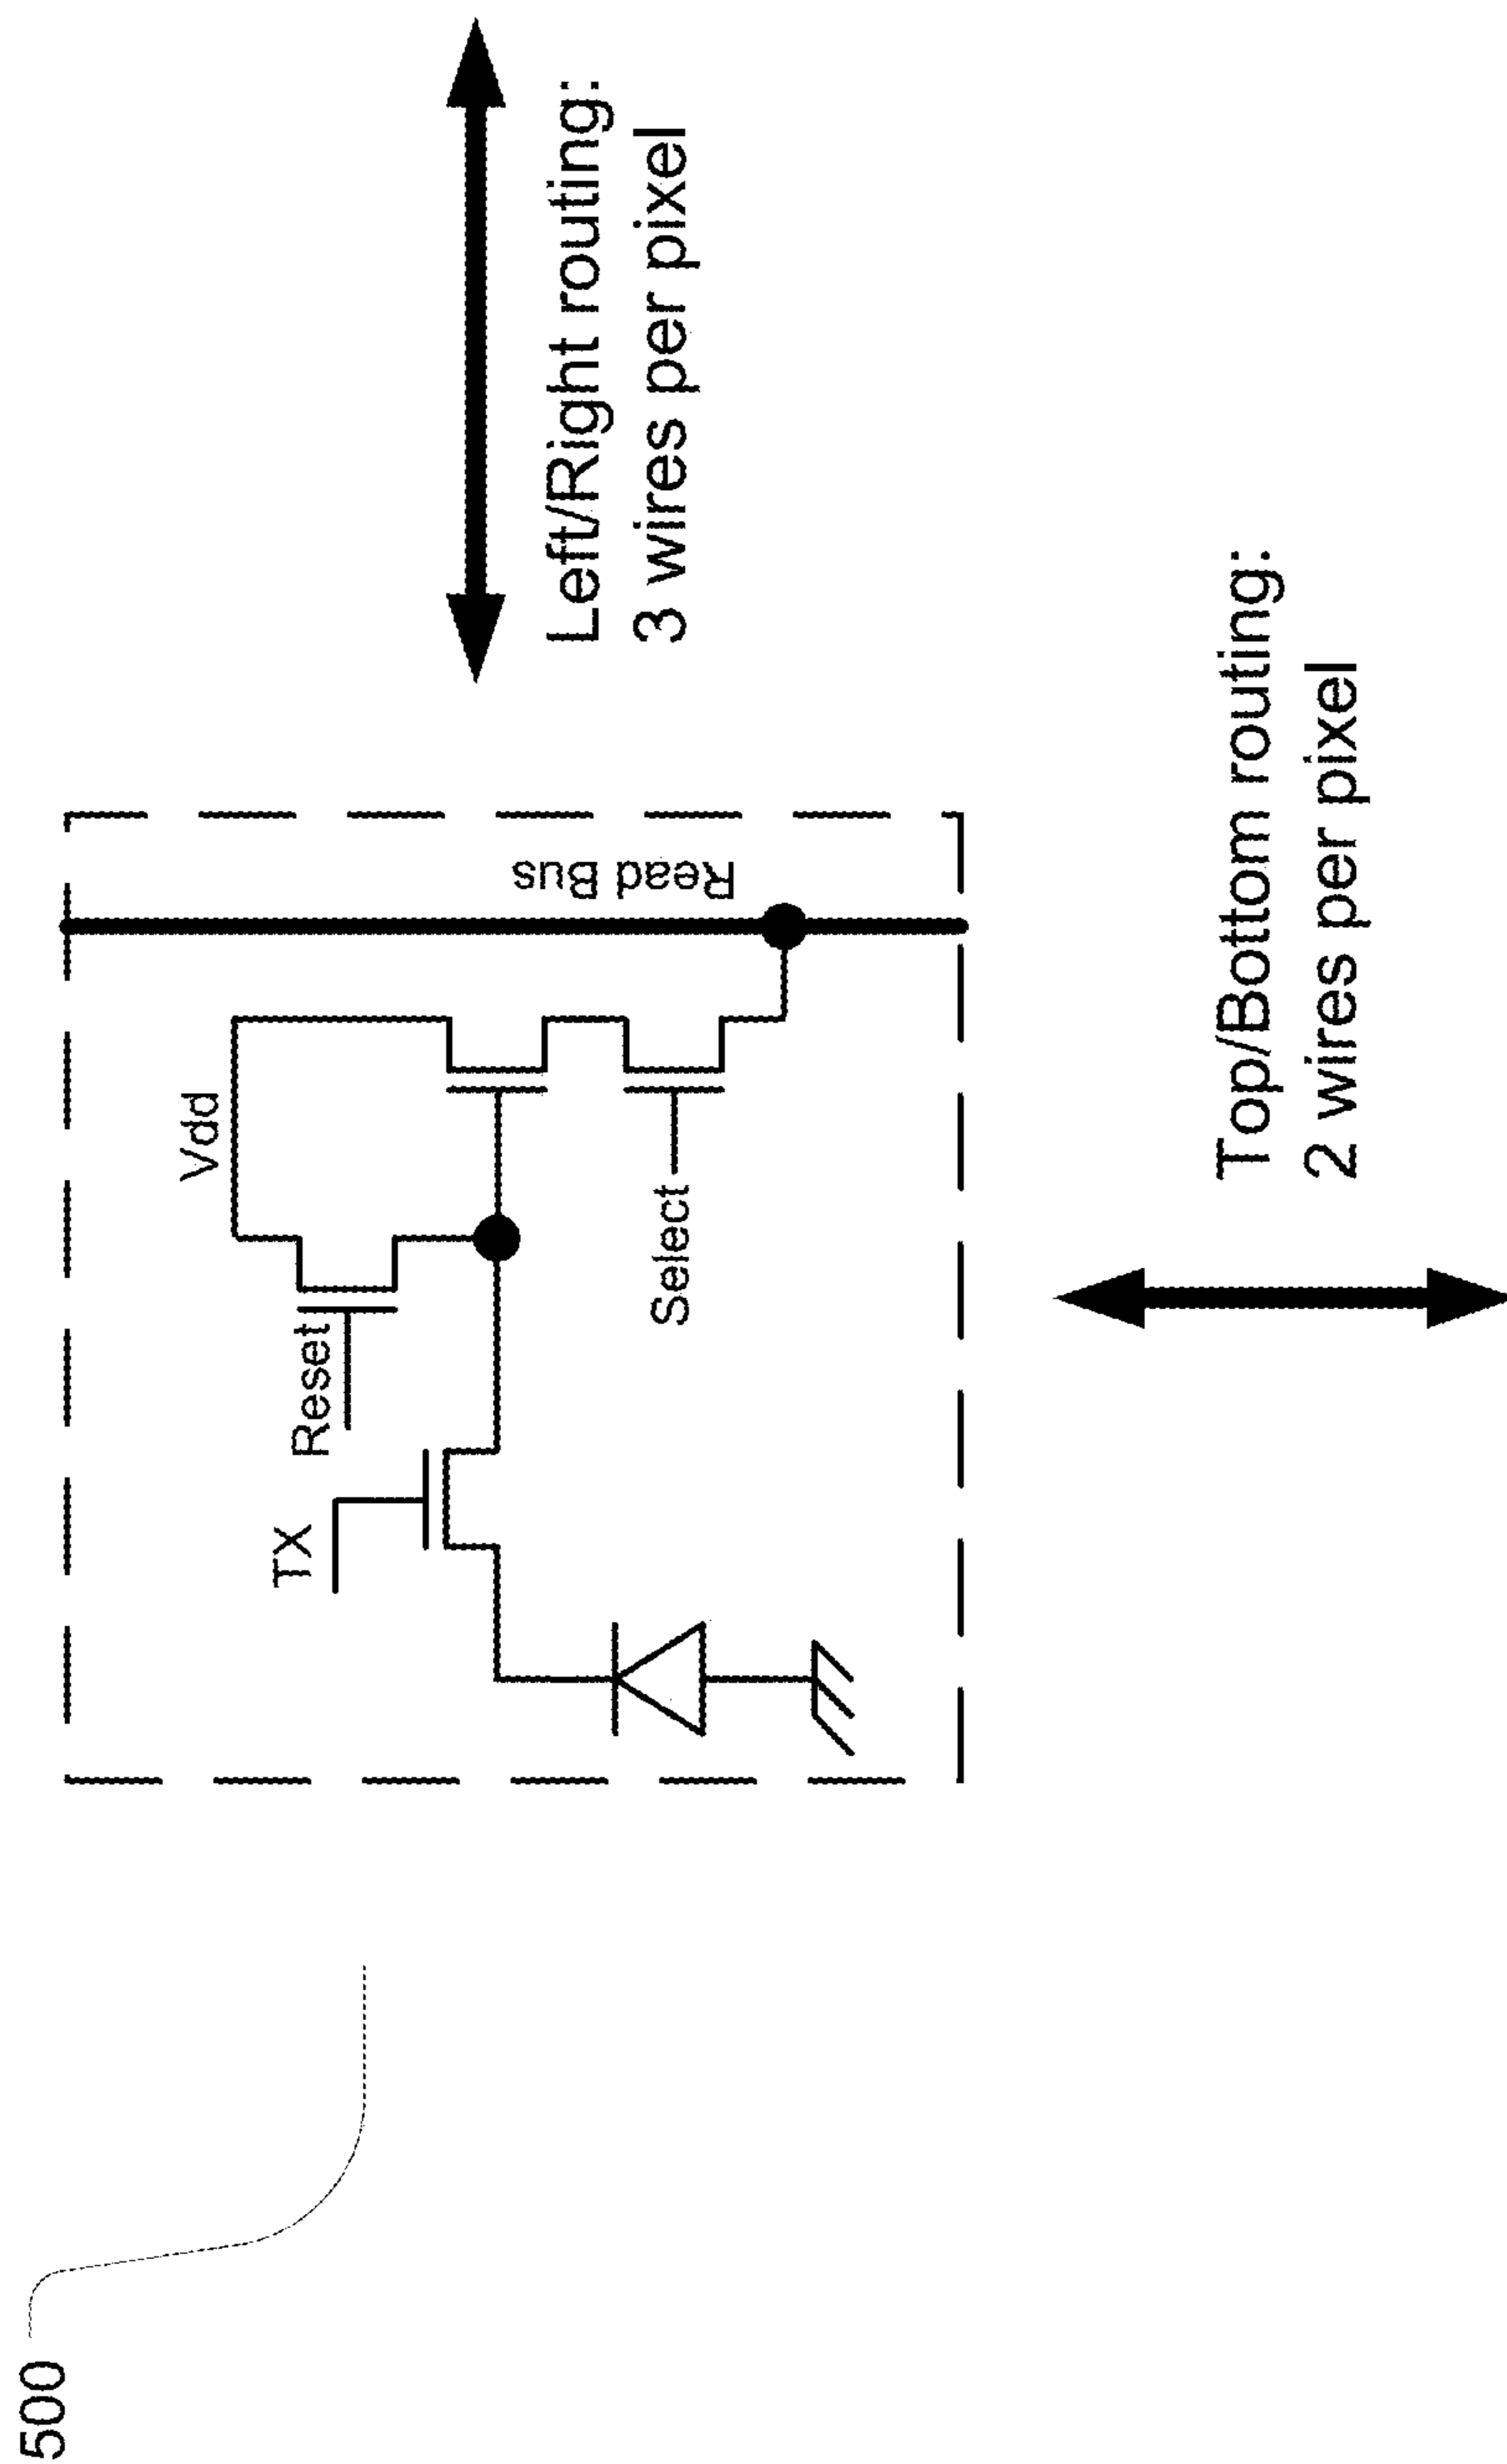 500
Vdd
Reset
TX
Select
Read Bus
Left/Right routing:
3 wires per pixel
Top/Bottom routing:
2 wires per pixel